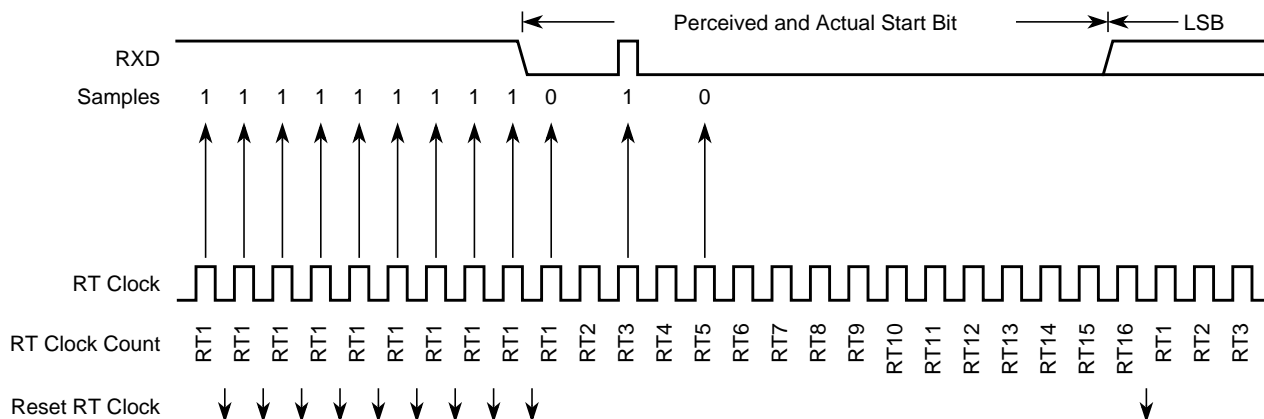 Perceived and Actual Start Bit LSB
RXD
Samples 1 1 1 1 1 1 1 1 1 0 1 0
RT Clock
RT Clock Count RT1 RT1 RT1 RT1 RT1 RT1 RT1 RT1 RT1 RT1 RT2 RT3 RT4 RT5 RT6 RT7 RT8 RT9 RT10 RT11 RT12 RT13 RT14 RT15 RT16 RT1 RT2 RT3
Reset RT Clock